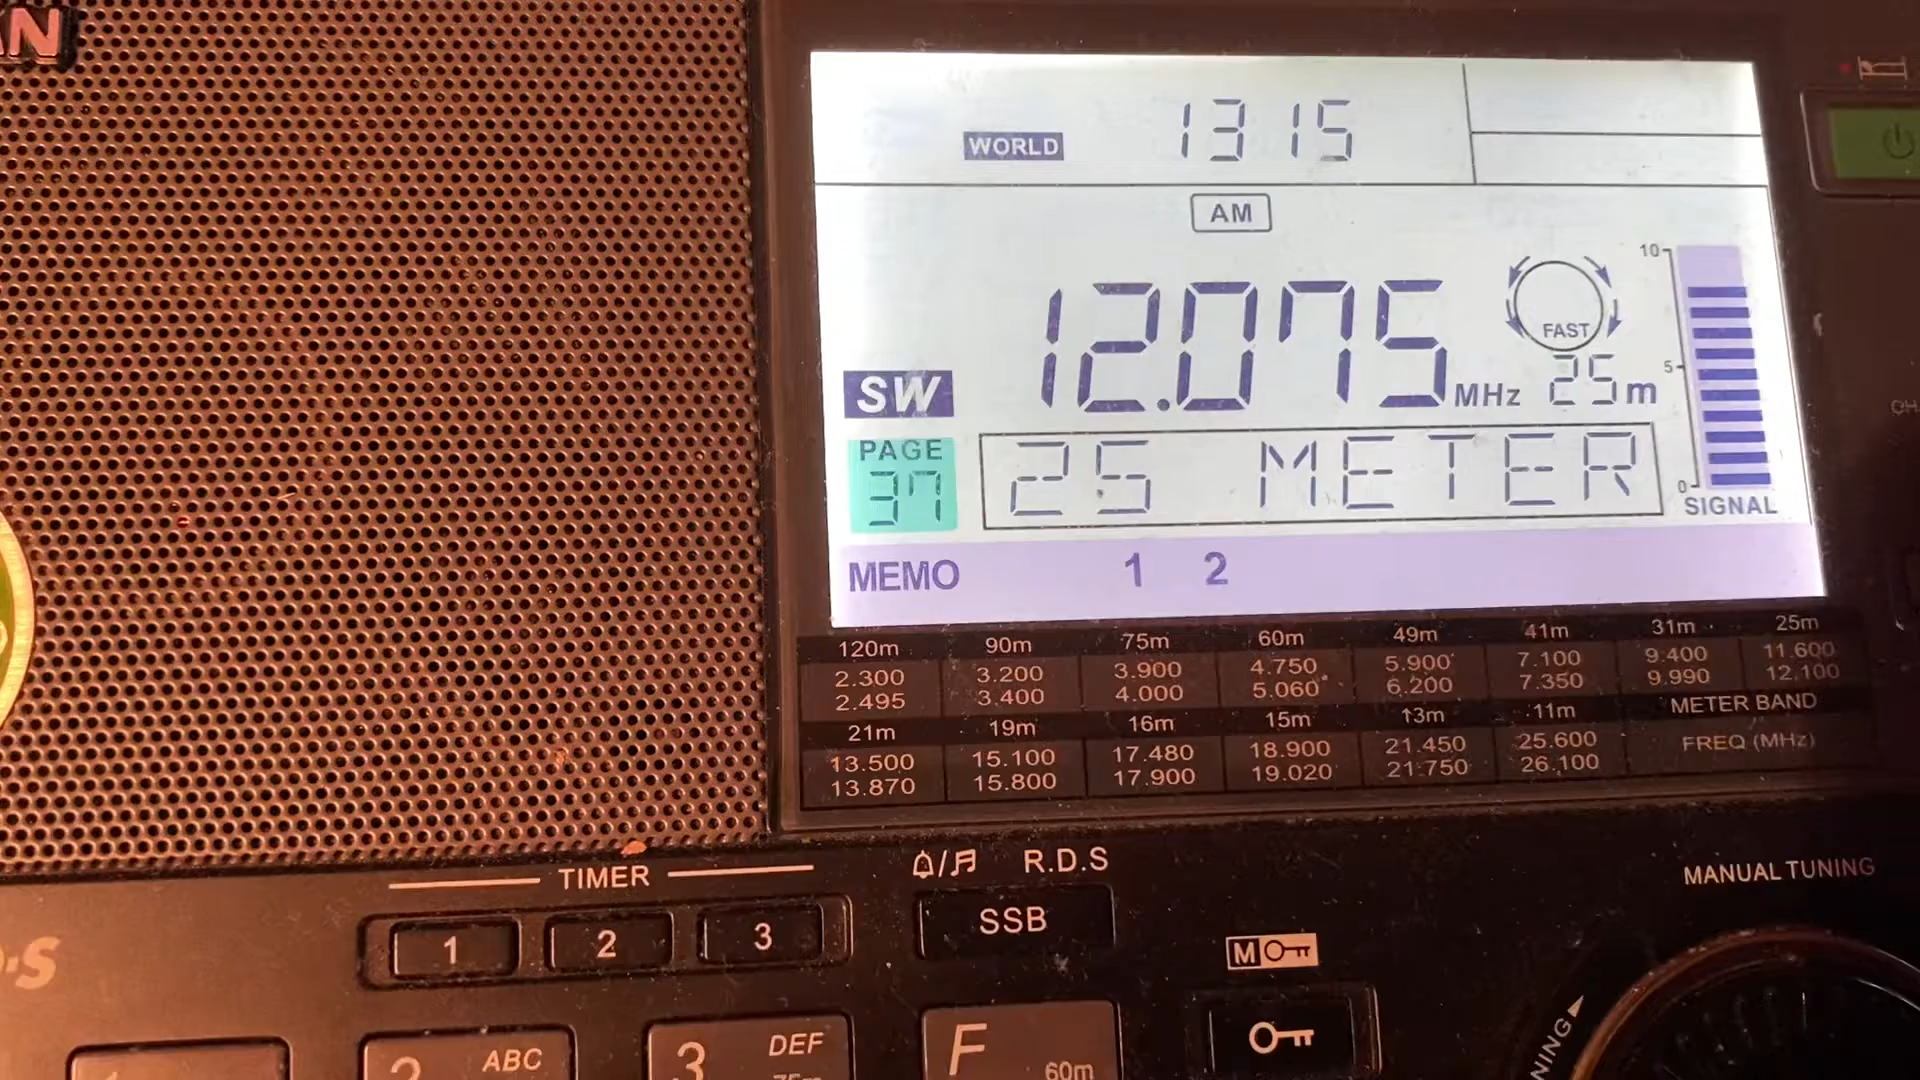 AN
WORLD 1315
AM
12.075 MHz
FAST
25m
SW
PAGE
37
25 METER
10
5
0
SIGNAL
MEMO 1 2
120m 90m 75m 60m 49m 41m 31m 25m
2.300 3.200 3.900 4.750 5.900 7.100 9.400 11.600
2.495 3.400 4.000 5.060 6.200 7.350 9.990 12.100
21m 19m 16m 15m 13m 11m METER BAND
13.500 15.100 17.480 18.900 21.450 25.600 FREQ (MHz)
13.870 15.800 17.900 19.020 21.750 26.100
TIMER
1 2 3
R.D.S
SSB
MANUAL TUNING
M
2 ABC
3 DEF
75m
F 60m